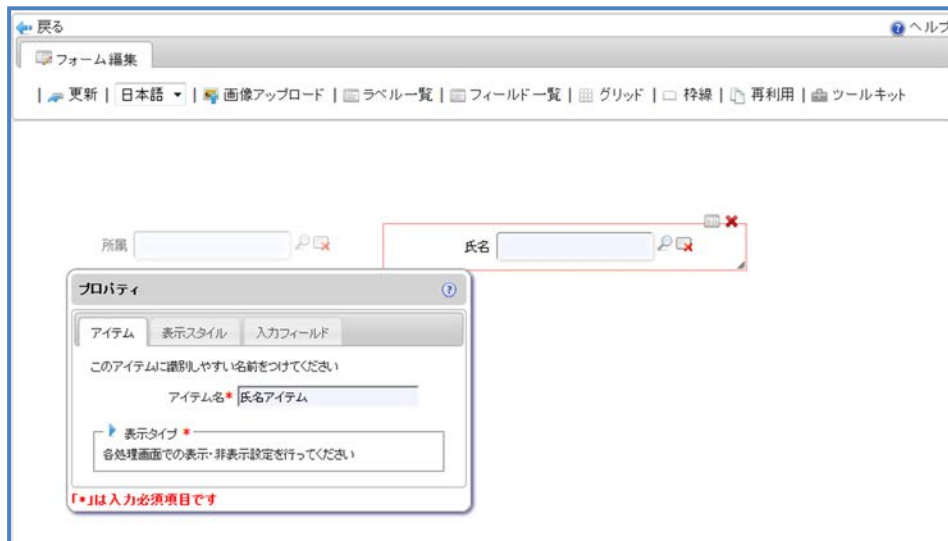 戻る ヘルプ
フォーム編集
| 更新 | 日本語 | 画像アップロード | ラベル一覧 | フィールド一覧 | グリッド | 枠線 | 再利用 | ツールキット
所属 氏名
プロパティ
アイテム 表示スタイル 入力フィールド
このアイテムに識別しやすい名前をつけてください
アイテム名* 氏名アイテム
表示タイプ *
各処理画面での表示・非表示設定を行ってください
「*」は入力必須項目です